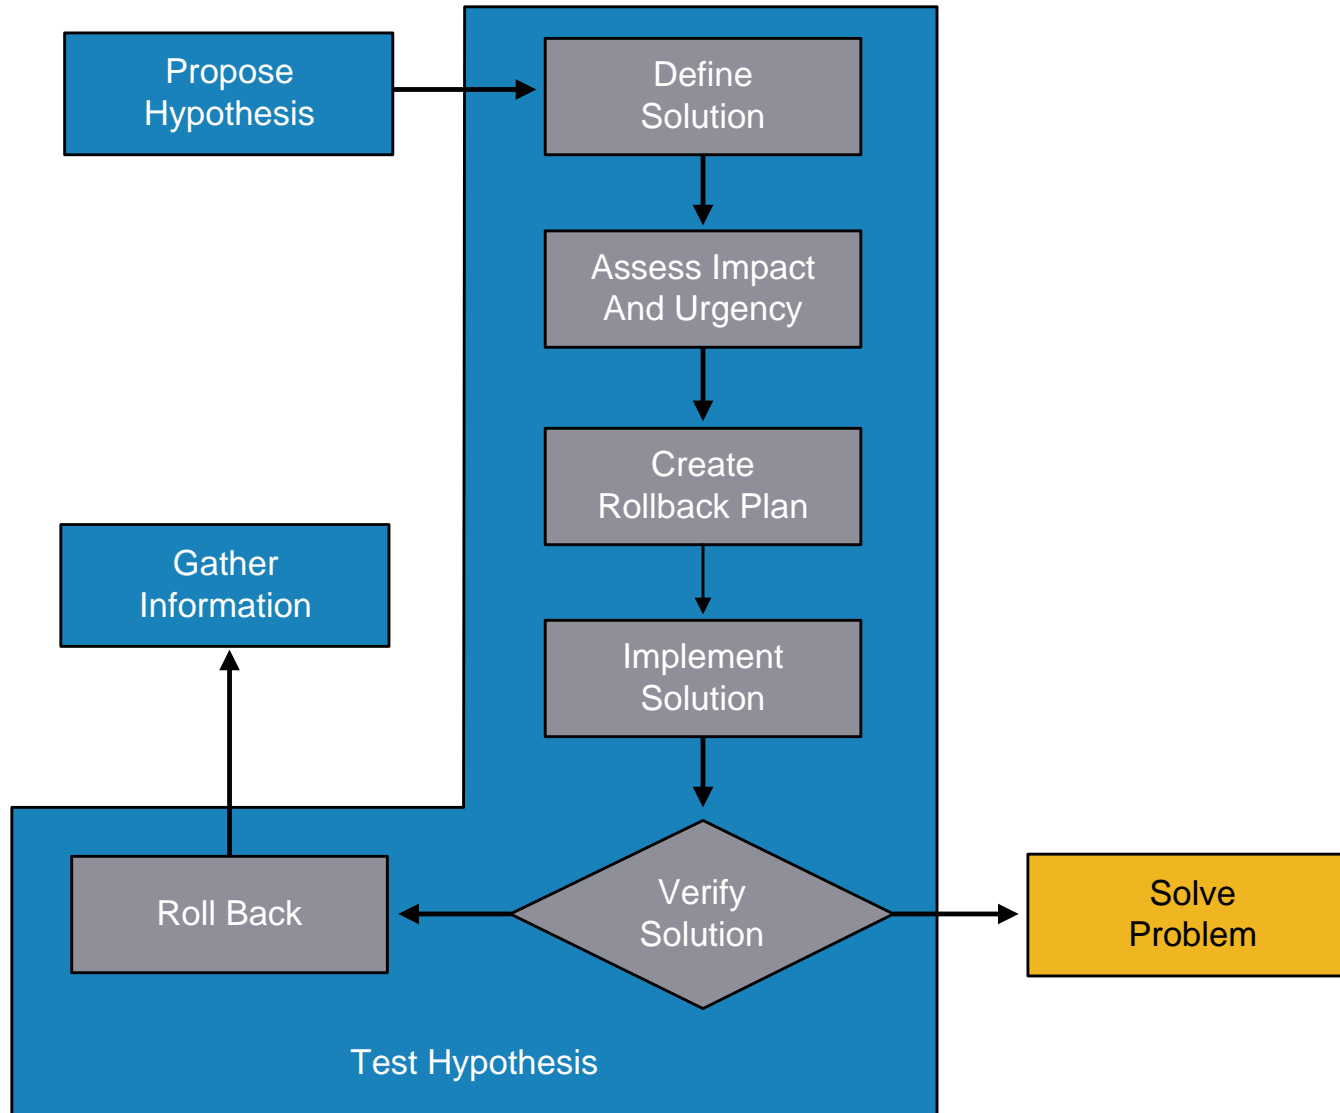 Propose
Hypothesis
Define
Solution
Assess Impact
And Urgency
Create
Rollback Plan
Gather
Information
Implement
Solution
Roll Back
Verify
Solution
Solve
Problem
Test Hypothesis